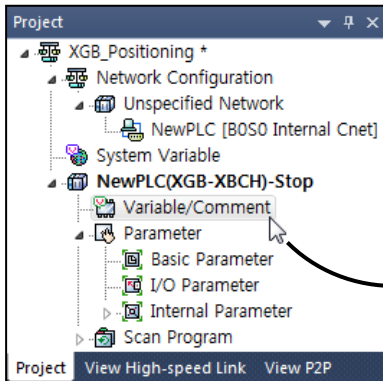 Project
XGB_Positioning *
Network Configuration
Unspecified Network
NewPLC [B0S0 Internal Cnet]
System Variable
NewPLC(XGB-XBCH)-Stop
Variable/Comment
Parameter
Basic Parameter
I/O Parameter
Internal Parameter
Scan Program
Project View High-speed Link View P2P